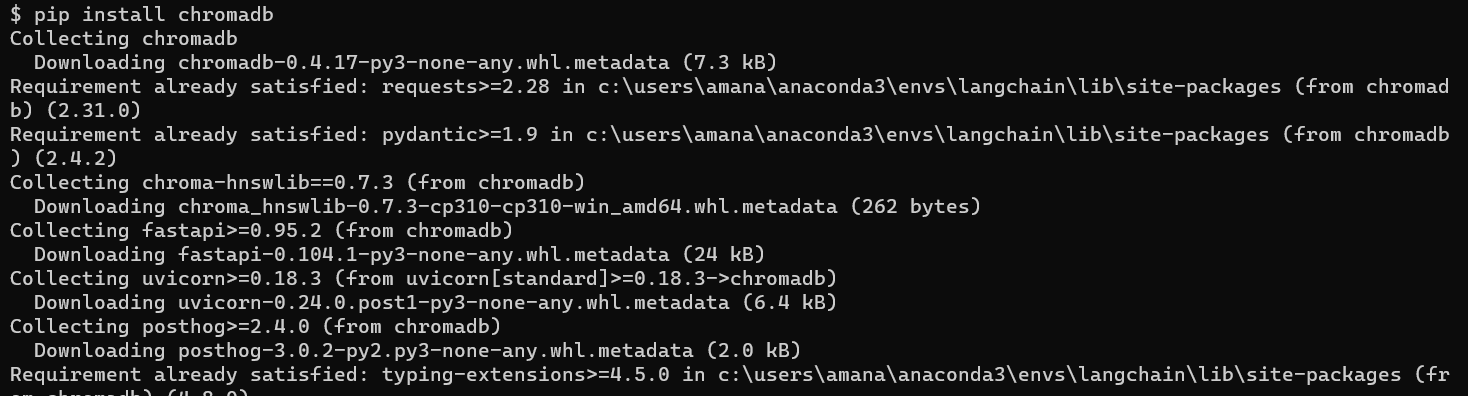 $ pip install chromadb
Collecting chromadb
  Downloading chromadb-0.4.17-py3-none-any.whl.metadata (7.3 kB)
Requirement already satisfied: requests>=2.28 in c:\users\amana\anaconda3\envs\langchain\lib\site-packages (from chromad
b) (2.31.0)
Requirement already satisfied: pydantic>=1.9 in c:\users\amana\anaconda3\envs\langchain\lib\site-packages (from chromadb
) (2.4.2)
Collecting chroma-hnswlib==0.7.3 (from chromadb)
  Downloading chroma_hnswlib-0.7.3-cp310-cp310-win_amd64.whl.metadata (262 bytes)
Collecting fastapi>=0.95.2 (from chromadb)
  Downloading fastapi-0.104.1-py3-none-any.whl.metadata (24 kB)
Collecting uvicorn>=0.18.3 (from uvicorn[standard]>=0.18.3->chromadb)
  Downloading uvicorn-0.24.0.post1-py3-none-any.whl.metadata (6.4 kB)
Collecting posthog>=2.4.0 (from chromadb)
  Downloading posthog-3.0.2-py2.py3-none-any.whl.metadata (2.0 kB)
Requirement already satisfied: typing-extensions>=4.5.0 in c:\users\amana\anaconda3\envs\langchain\lib\site-packages (fr
om chromadb) (4.8.0)